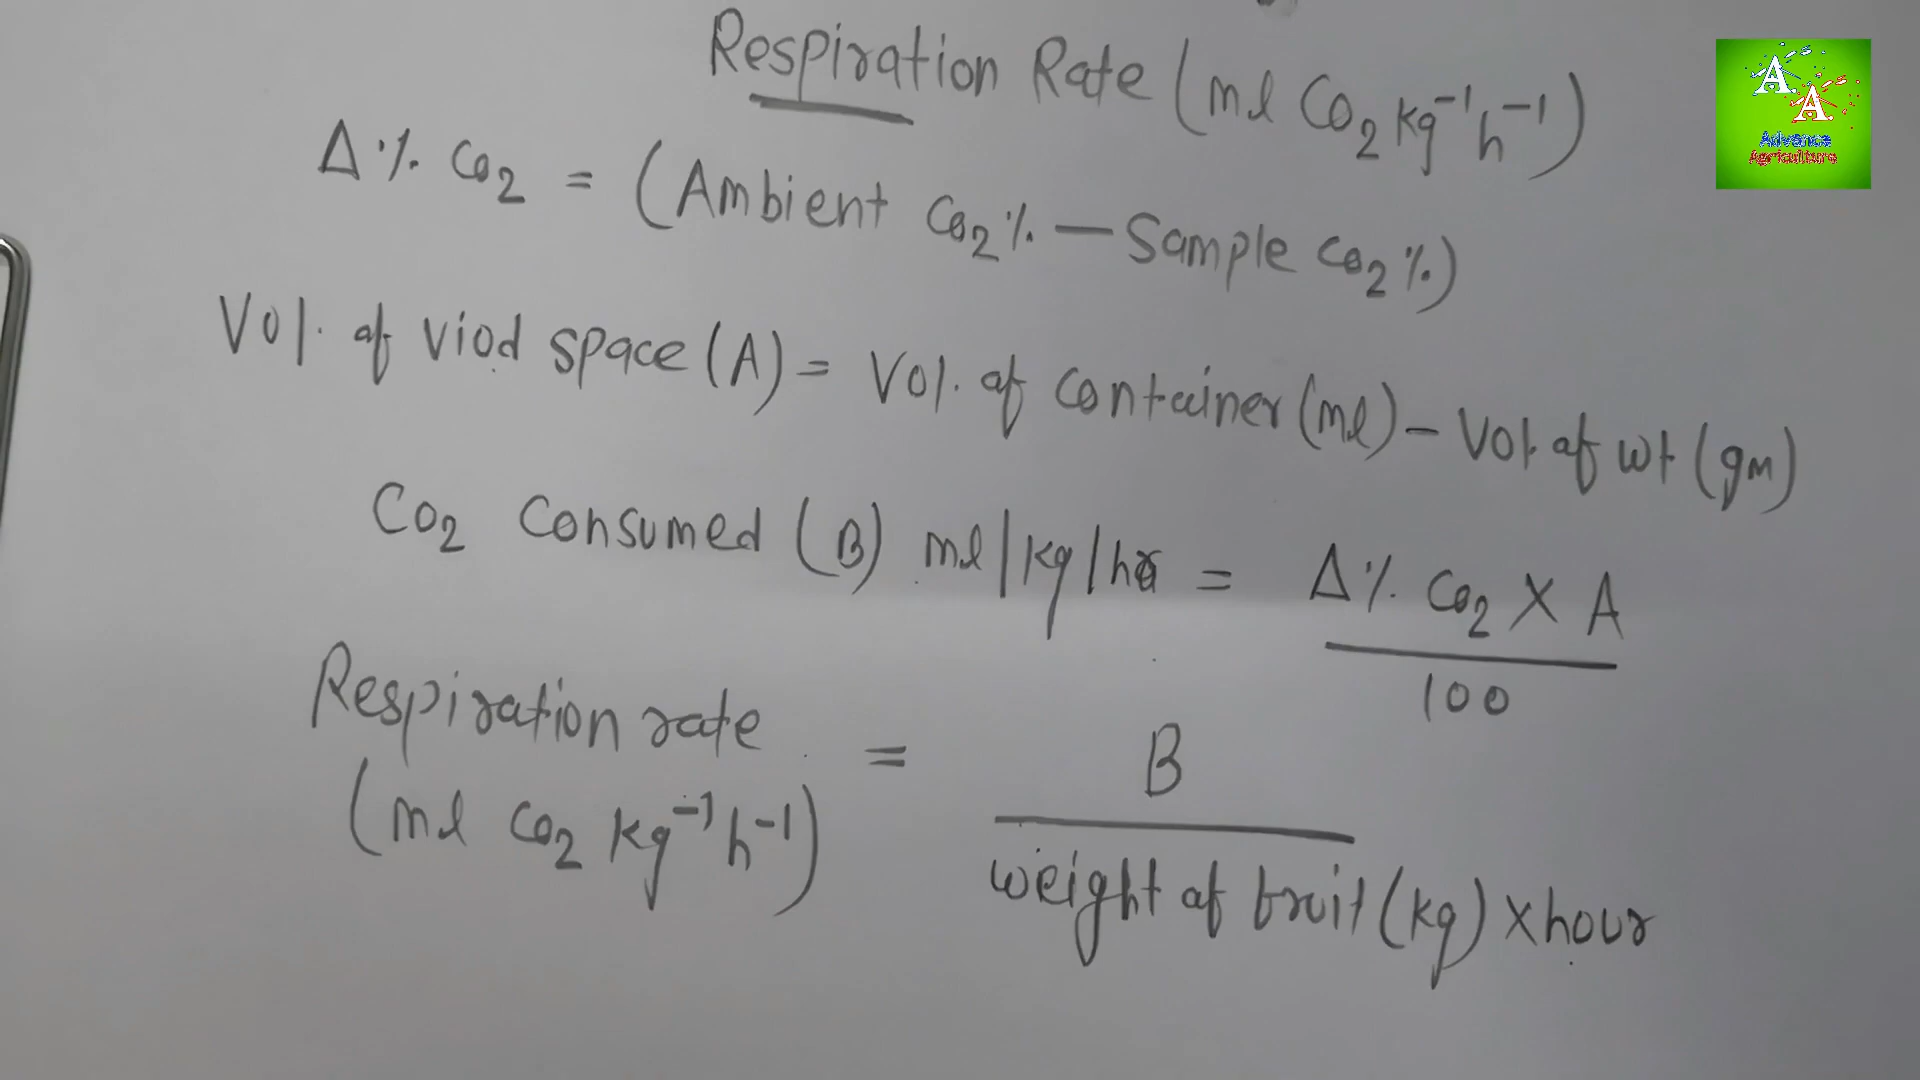 Respiration Rate (ml CO2 kg⁻¹ h⁻¹)
Δ% CO2 = (Ambient CO2% — Sample CO2%)
Vol. of Viod space (A) = Vol. of Container (ml) – Vol. of wt (gm)
CO2 Consumed (B) ml/kg/hr = Δ% CO2 X A
100
Respiration rate
(ml CO2 kg⁻¹ h⁻¹) = B
weight of fruit (kg) X hour
A A
Advance
Agriculture